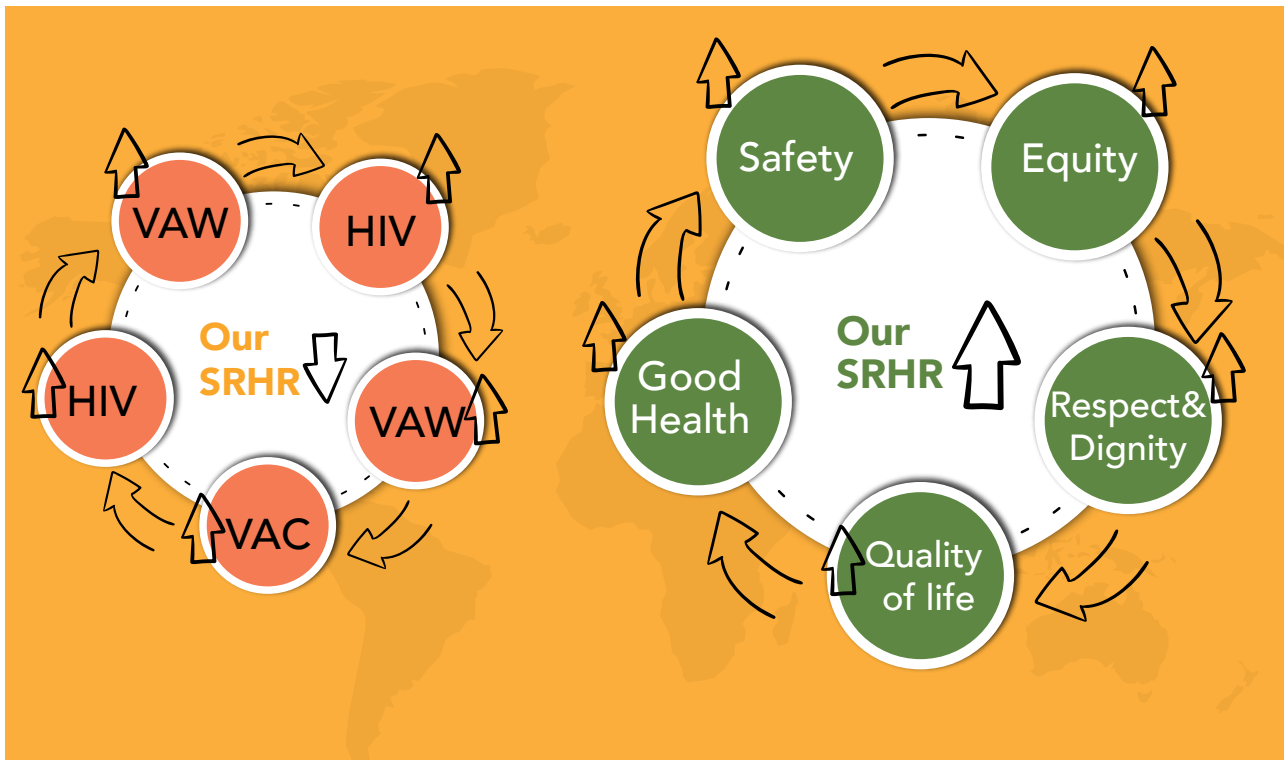 VAW
HIV
Our
SRHR
HIV
VAW
VAC
Safety
Equity
Our
SRHR
Good
Health
Respect&
Dignity
Quality
of life